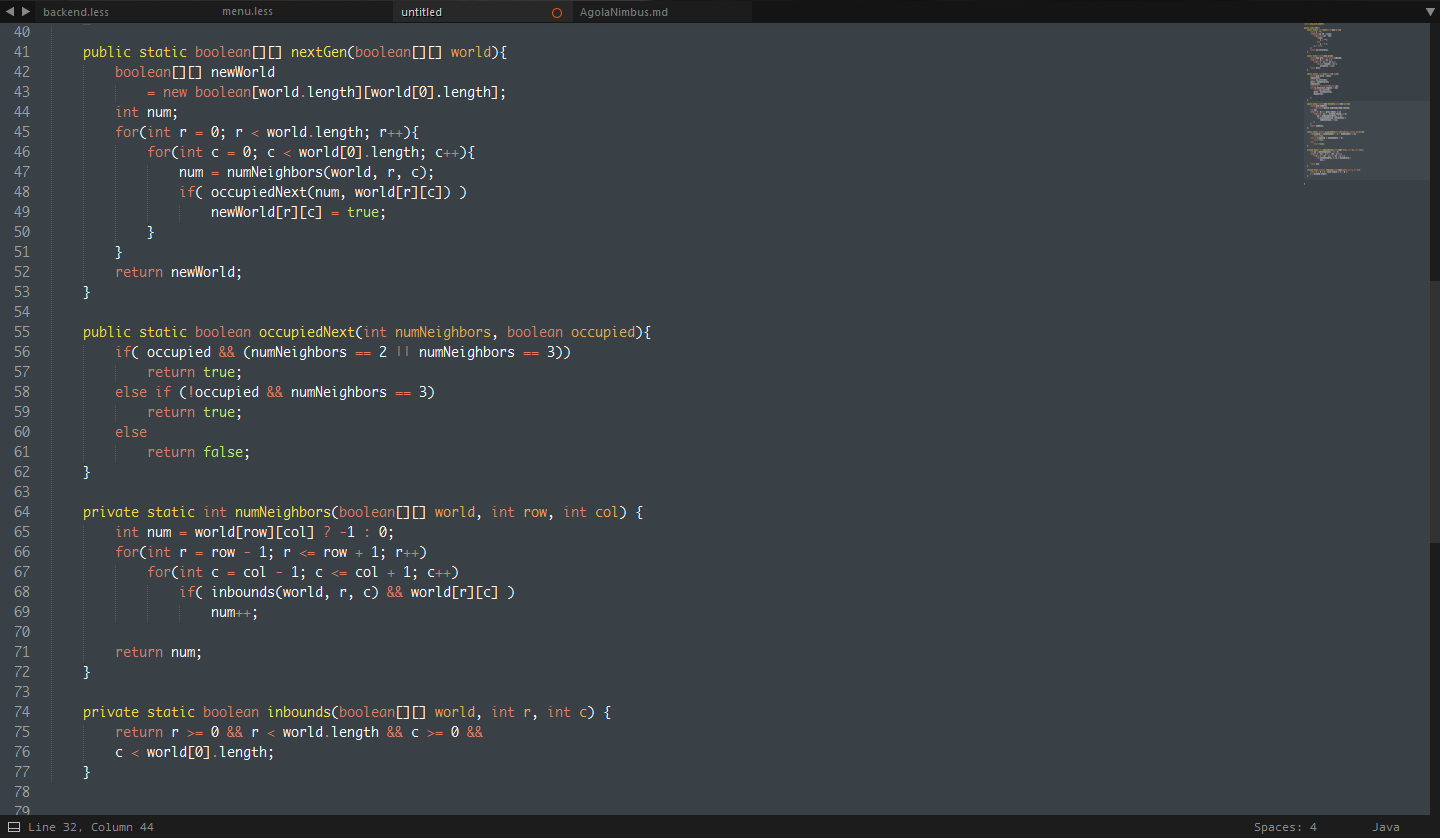 backend.less menu.less untitled AgolaNimbus.md
40
41 public static boolean[][] nextGen(boolean[][] world){
42 boolean[][] newWorld
43 = new boolean[world.length][world[0].length];
44 int num;
45 for(int r = 0; r < world.length; r++){
46 for(int c = 0; c < world[0].length; c++){
47 num = numNeighbors(world, r, c);
48 if( occupiedNext(num, world[r][c]) )
49 newWorld[r][c] = true;
50 }
51 }
52 return newWorld;
53 }
54
55 public static boolean occupiedNext(int numNeighbors, boolean occupied){
56 if( occupied && (numNeighbors == 2 || numNeighbors == 3))
57 return true;
58 else if (!occupied && numNeighbors == 3)
59 return true;
60 else
61 return false;
62 }
63
64 private static int numNeighbors(boolean[][] world, int row, int col) {
65 int num = world[row][col] ? -1 : 0;
66 for(int r = row - 1; r <= row + 1; r++)
67 for(int c = col - 1; c <= col + 1; c++)
68 if( inbounds(world, r, c) && world[r][c] )
69 num++;
70
71 return num;
72 }
73
74 private static boolean inbounds(boolean[][] world, int r, int c) {
75 return r >= 0 && r < world.length && c >= 0 &&
76 c < world[0].length;
77 }
78
79
Line 32, Column 44 Spaces: 4 Java